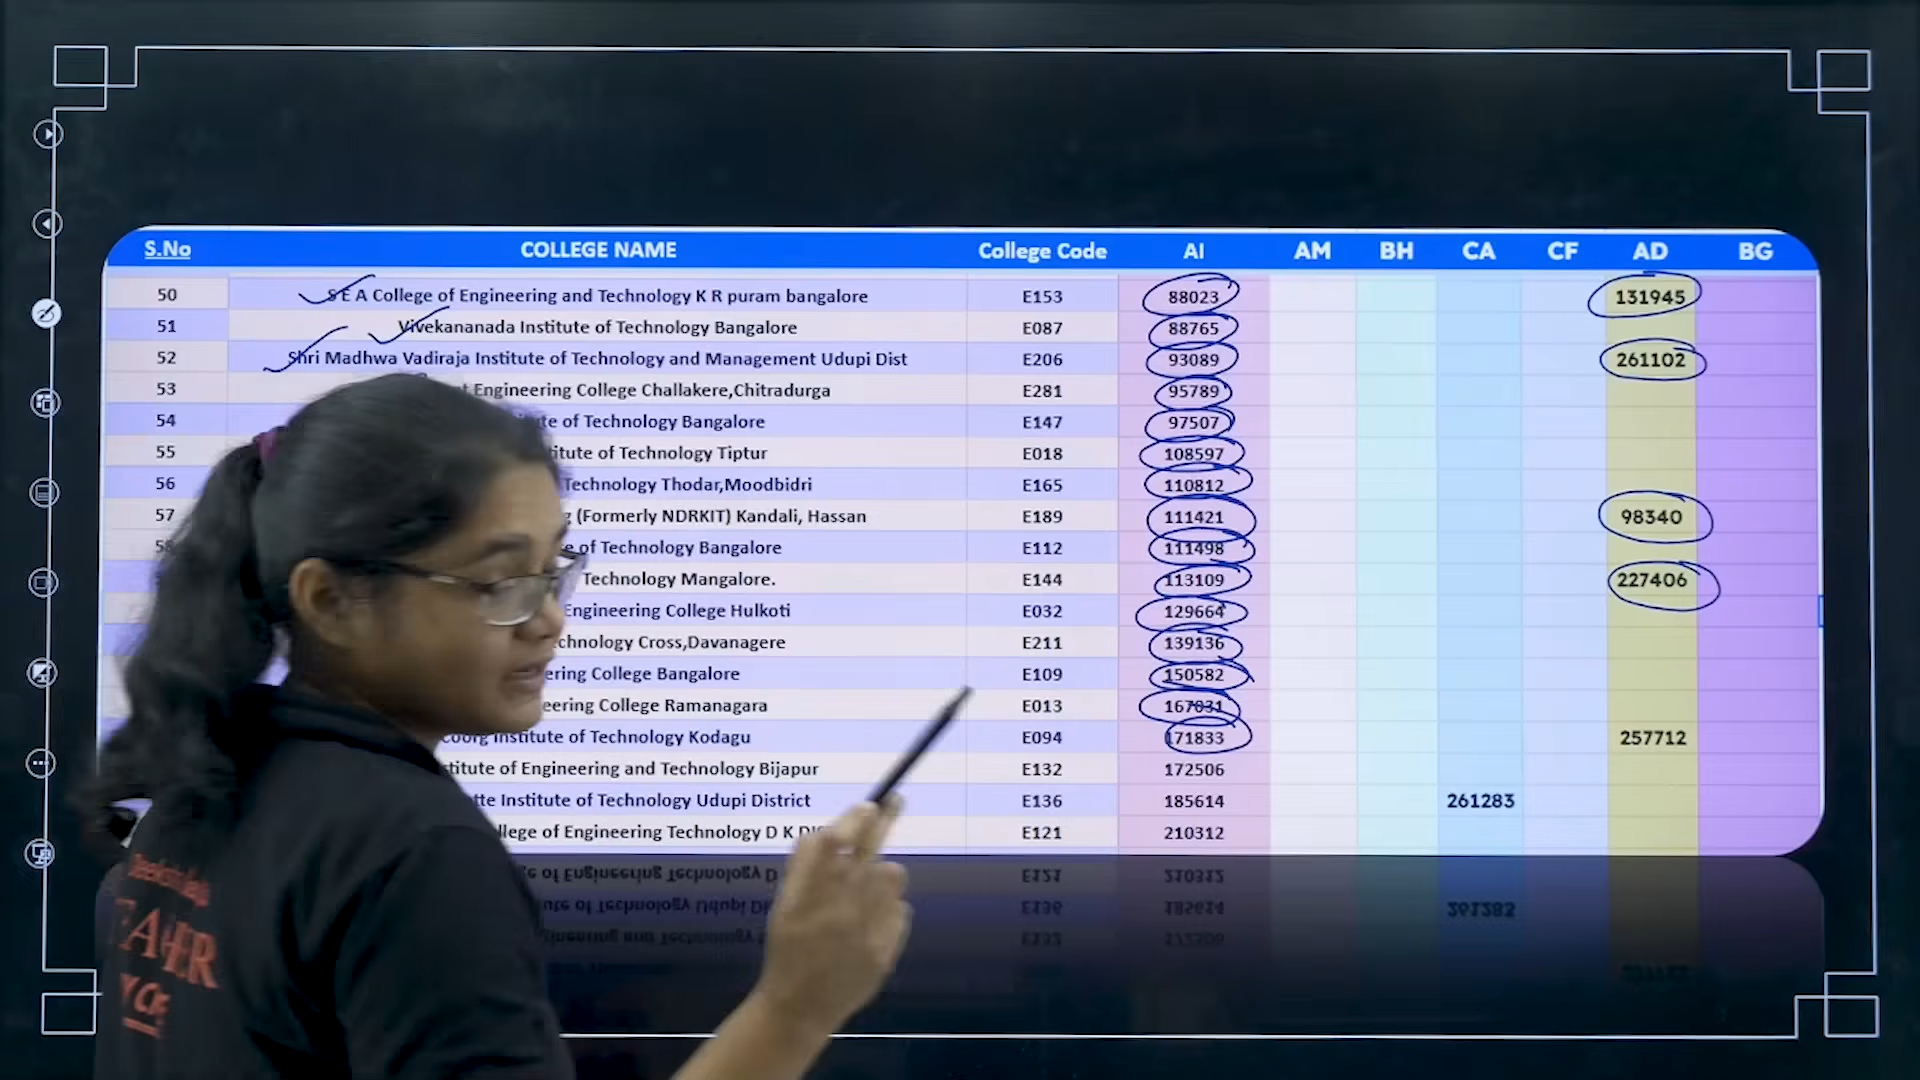 S.No COLLEGE NAME College Code AI AM BH CA CF AD BG
50 S E A College of Engineering and Technology K R puram bangalore E153 88023 131945
51 Vivekananada Institute of Technology Bangalore E087 88765
52 Shri Madhwa Vadiraja Institute of Technology and Management Udupi Dist E206 93089 261102
53 Engineering College Challakere,Chitradurga E281 95789
54 of Technology Bangalore E147 97507
55 of Technology Tiptur E018 108597
56 Technology Thodar,Moodbidri E165 110812
57 (Formerly NDRKIT) Kandali, Hassan E189 111421 98340
of Technology Bangalore E112 111498
Technology Mangalore. E144 113109 227406
Engineering College Hulkoti E032 129664
Cross,Davanagere E211 139136
College Bangalore E109 150582
College Ramanagara E013 167031
Coorg Institute of Technology Kodagu E094 171833 257712
of Engineering and Technology Bijapur E132 172506
Institute of Technology Udupi District E136 185614 261283
of Engineering Technology D K E121 210312